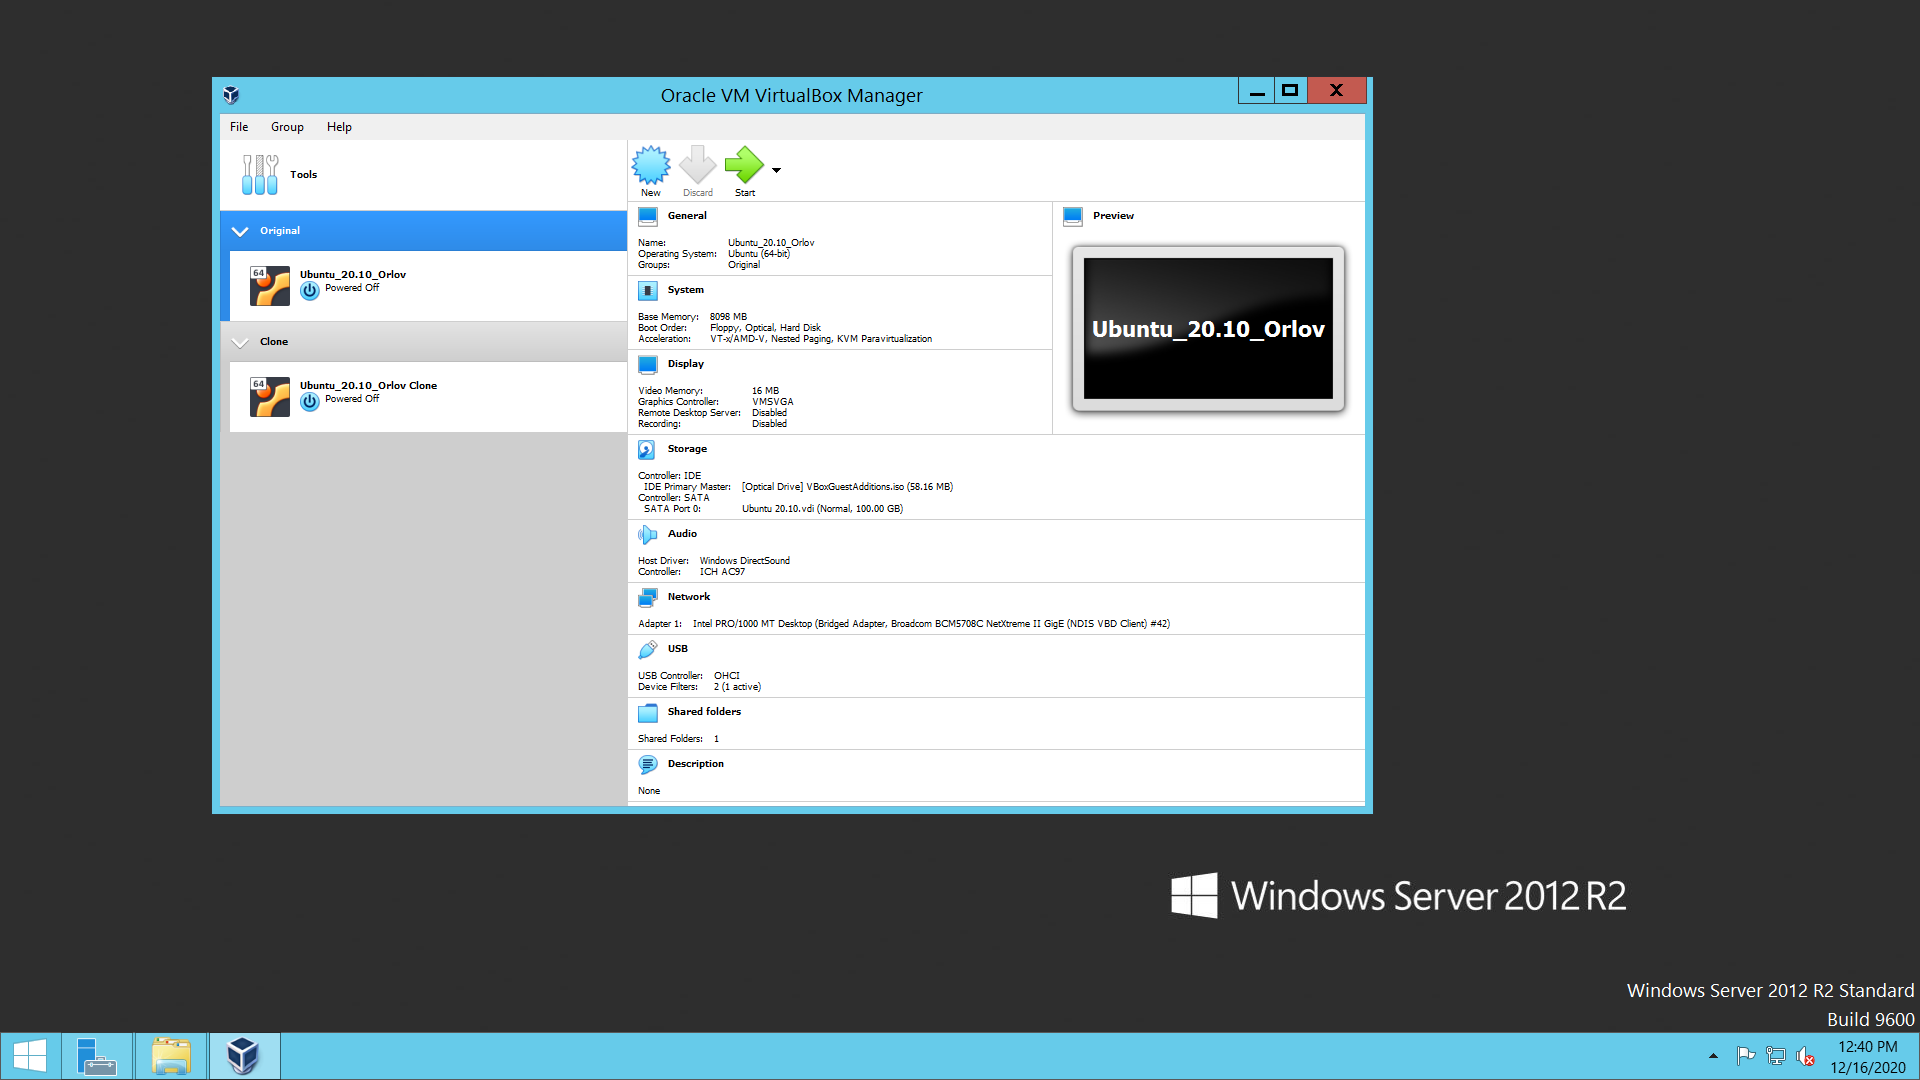 Oracle VM VirtualBox Manager
File Group Help
Tools
New Discard Start
Original
64 Ubuntu_20.10_Orlov
Powered Off
Clone
64 Ubuntu_20.10_Orlov Clone
Powered Off
General
Name: Ubuntu_20.10_Orlov
Operating System: Ubuntu (64-bit)
Groups: Original
Preview
Ubuntu_20.10_Orlov
System
Base Memory: 8098 MB
Boot Order: Floppy, Optical, Hard Disk
Acceleration: VT-x/AMD-V, Nested Paging, KVM Paravirtualization
Display
Video Memory: 16 MB
Graphics Controller: VMSVGA
Remote Desktop Server: Disabled
Recording: Disabled
Storage
Controller: IDE
IDE Primary Master: [Optical Drive] VBoxGuestAdditions.iso (58.16 MB)
Controller: SATA
SATA Port 0: Ubuntu 20.10.vdi (Normal, 100.00 GB)
Audio
Host Driver: Windows DirectSound
Controller: ICH AC97
Network
Adapter 1: Intel PRO/1000 MT Desktop (Bridged Adapter, Broadcom BCM5708C NetXtreme II GigE (NDIS VBD Client) #42)
USB
USB Controller: OHCI
Device Filters: 2 (1 active)
Shared folders
Shared Folders: 1
Description
None
Windows Server 2012 R2
Windows Server 2012 R2 Standard
Build 9600
12:40 PM
12/16/2020